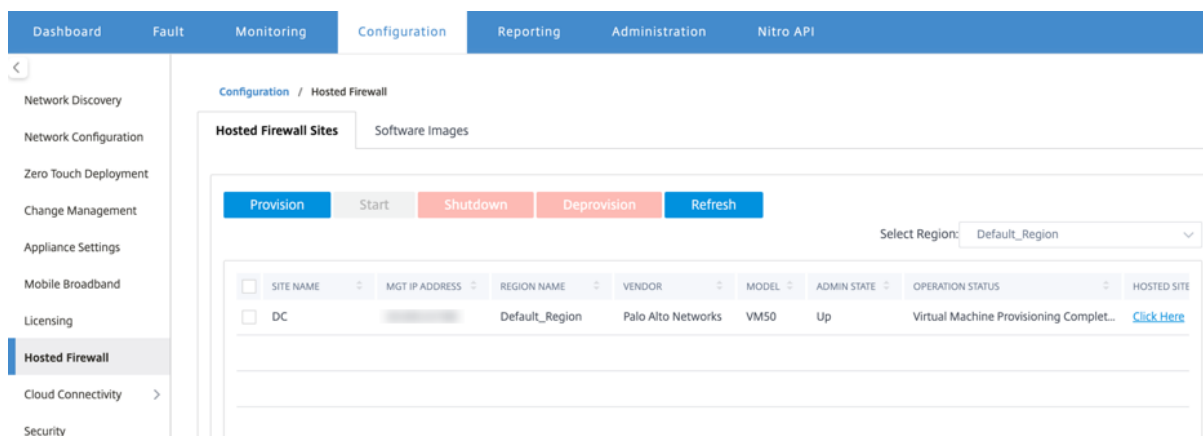 Dashboard Fault Monitoring Configuration Reporting Administration Nitro API
Network Discovery
Network Configuration
Zero Touch Deployment
Change Management
Appliance Settings
Mobile Broadband
Licensing
Hosted Firewall
Cloud Connectivity
Security
Configuration / Hosted Firewall
Hosted Firewall Sites Software Images
Provision Start Shutdown Deprovision Refresh
Select Region: Default_Region
SITE NAME MGT IP ADDRESS REGION NAME VENDOR MODEL ADMIN STATE OPERATION STATUS HOSTED SITE
DC Default_Region Palo Alto Networks VM50 Up Virtual Machine Provisioning Complet... Click Here